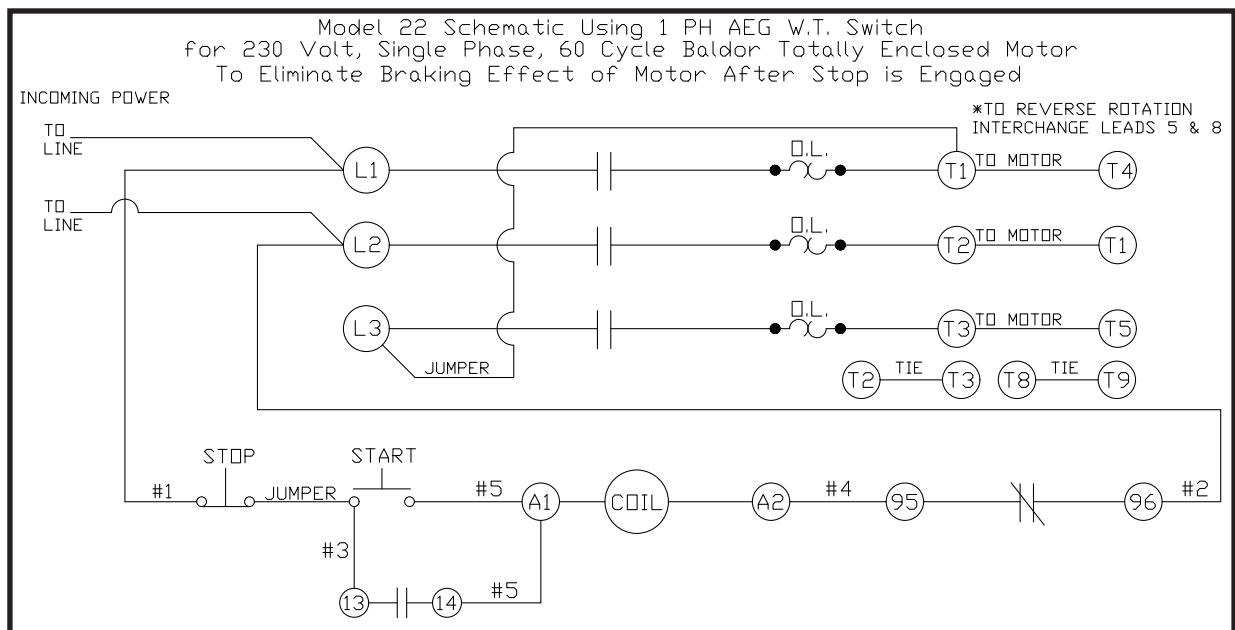 Model 22 Schematic Using 1 PH AEG W.T. Switch
for 230 Volt, Single Phase, 60 Cycle Baldor Totally Enclosed Motor
To Eliminate Braking Effect of Motor After Stop is Engaged
INCOMING POWER
*TO REVERSE ROTATION
INTERCHANGE LEADS 5 & 8
TO
LINE
L1
O.L.
T1
TO MOTOR
T4
TO
LINE
L2
O.L.
T2
TO MOTOR
T1
L3
O.L.
T3
TO MOTOR
T5
JUMPER
T2
TIE
T3
T8
TIE
T9
STOP
START
#1
JUMPER
#5
A1
COIL
A2
#4
95
96
#2
#3
13
14
#5